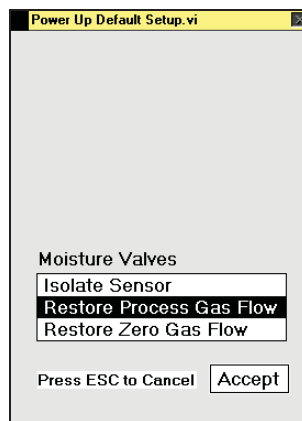 Power Up Default Setup.vi
Moisture Valves
Isolate Sensor
Restore Process Gas Flow
Restore Zero Gas Flow
Press ESC to Cancel Accept